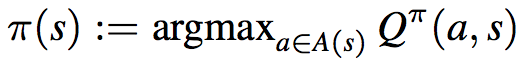 π(s) := argmax_{a∈A(s)} Q^π(a, s)